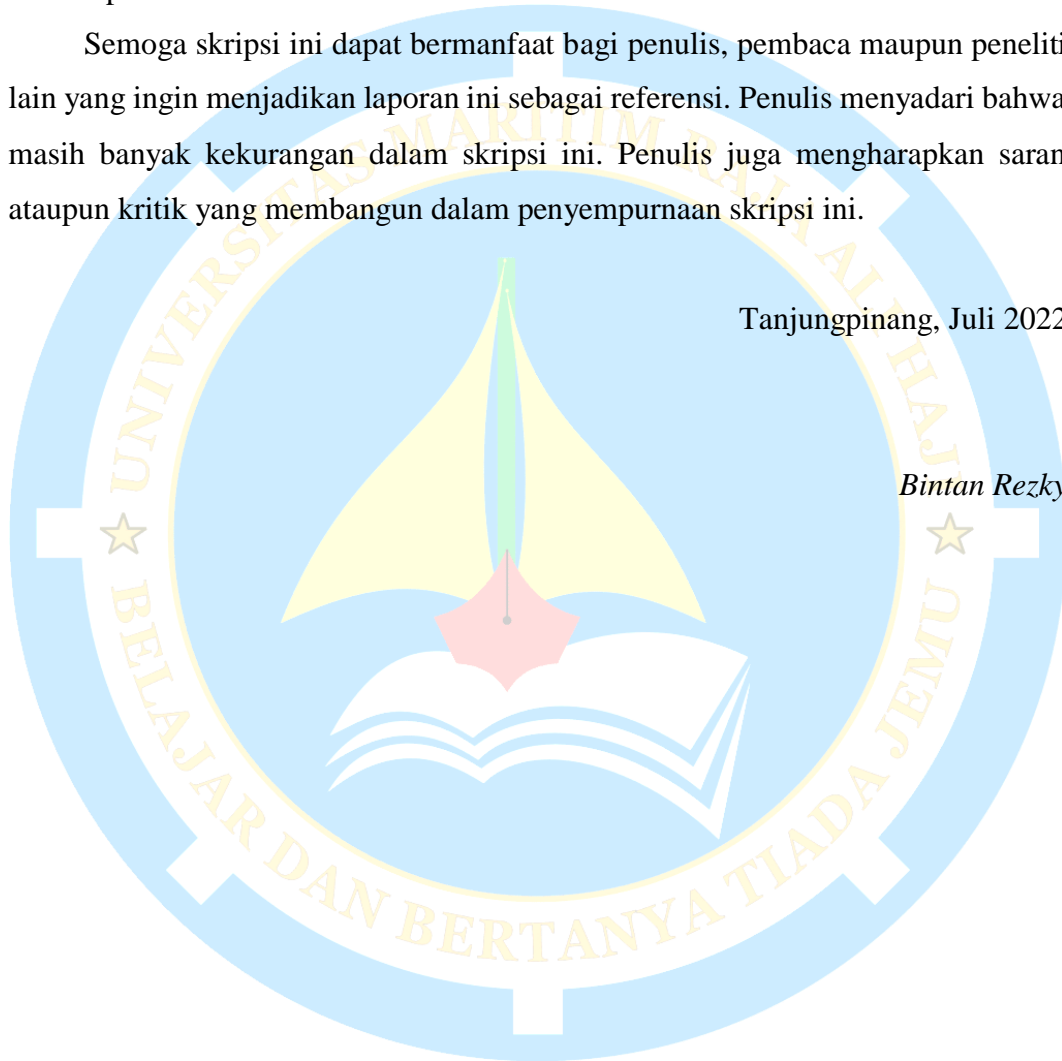 Semoga skripsi ini dapat bermanfaat bagi penulis, pembaca maupun peneliti
lain yang ingin menjadikan laporan ini sebagai referensi. Penulis menyadari bahwa
masih banyak kekurangan dalam skripsi ini. Penulis juga mengharapkan saran
ataupun kritik yang membangun dalam penyempurnaan skripsi ini.
Tanjungpinang, Juli 2022
Bintan Rezky
UNIVERSITAS MARITIM RAJA ALI HAJI
BELAJAR DAN BERTANYA TIADA JEMU